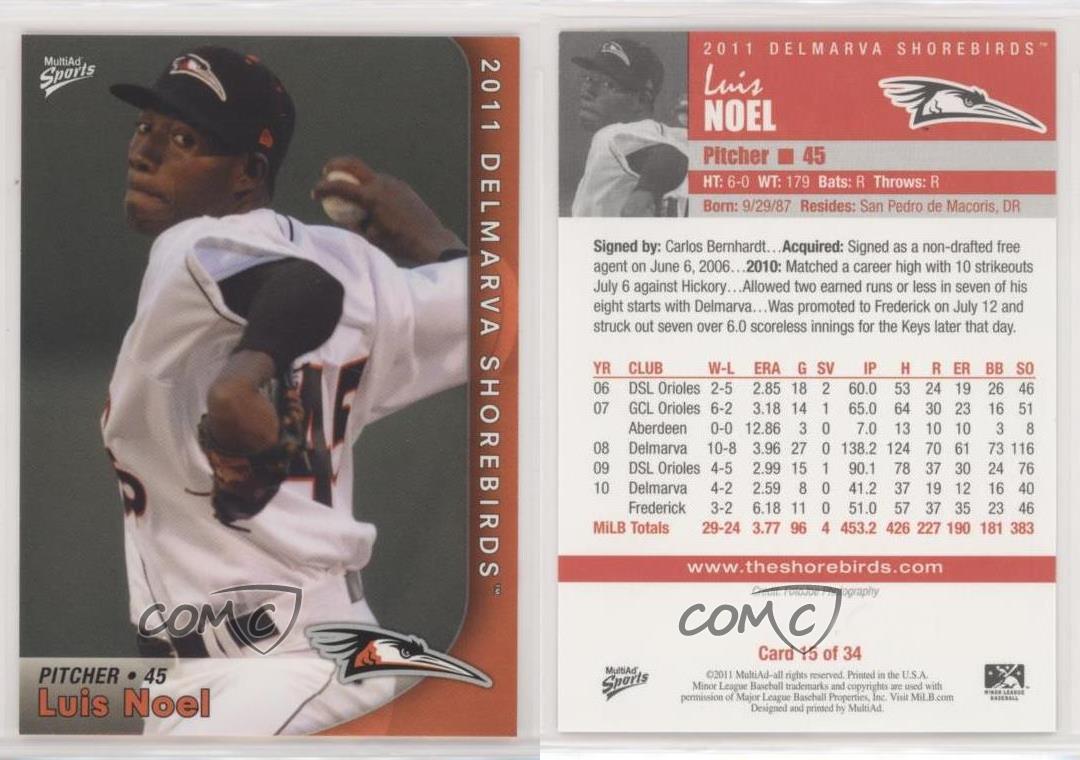 MultiAd
Sports
2011 DELMARVA SHOREBIRDS™
45
COMC
PITCHER • 45
Luis Noel
2011 DELMARVA SHOREBIRDS™
Luis
NOEL
Pitcher ■ 45
HT: 6-0 WT: 179 Bats: R Throws: R
Born: 9/29/87 Resides: San Pedro de Macoris, DR
Signed by: Carlos Bernhardt...Acquired: Signed as a non-drafted free
agent on June 6, 2006...2010: Matched a career high with 10 strikeouts
July 6 against Hickory...Allowed two earned runs or less in seven of his
eight starts with Delmarva...Was promoted to Frederick on July 12 and
struck out seven over 6.0 scoreless innings for the Keys later that day.
YR CLUB W-L ERA G SV IP H R ER BB SO
06 DSL Orioles 2-5 2.85 18 2 60.0 53 24 19 26 46
07 GCL Orioles 6-2 3.18 14 1 65.0 64 30 23 16 51
Aberdeen 0-0 12.86 3 0 7.0 13 10 10 3 8
08 Delmarva 10-8 3.96 27 0 138.2 124 70 61 73 116
09 DSL Orioles 4-5 2.99 15 1 90.1 78 37 30 24 76
10 Delmarva 4-2 2.59 8 0 41.2 37 19 12 16 40
Frederick 3-2 6.18 11 0 51.0 57 37 35 23 46
MiLB Totals 29-24 3.77 96 4 453.2 426 227 190 181 383
www.theshorebirds.com
Credit: FotoJoe Photography
COMC
Card 15 of 34
MultiAd
Sports
©2011 MultiAd–all rights reserved. Printed in the U.S.A.
Minor League Baseball trademarks and copyrights are used with
permission of Major League Baseball Properties, Inc. Visit MiLB.com
Designed and printed by MultiAd.
MINOR LEAGUE
BASEBALL